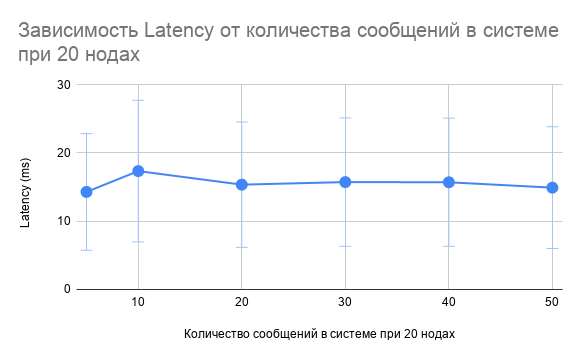 Зависимость Latency от количества сообщений в системе
при 20 нодах
30
20
10
0
Latency (ms)
10 20 30 40 50
Количество сообщений в системе при 20 нодах